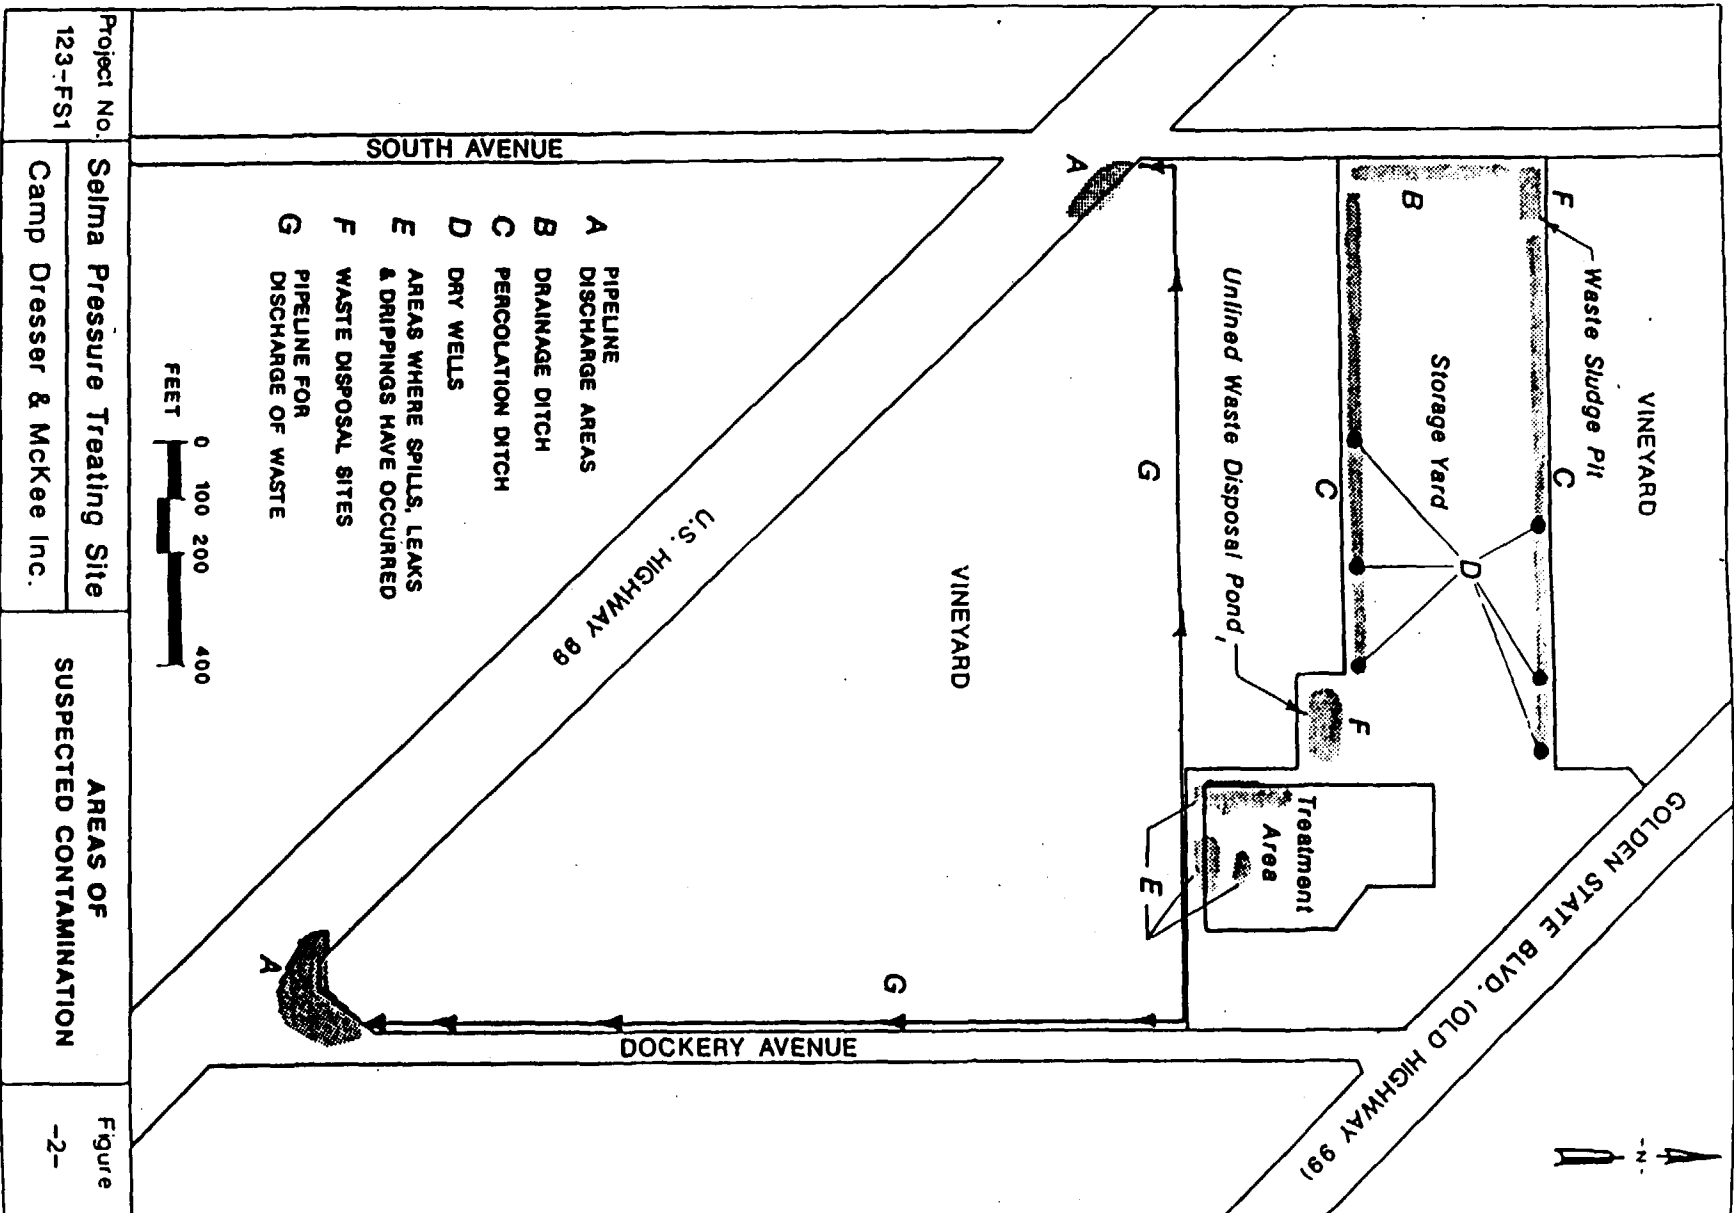 -N-
VINEYARD
F
Waste Sludge Pit
C
B
Storage Yard
D
C
Unlined Waste Disposal Pond
F
GOLDEN STATE BLVD. (OLD HIGHWAY 99)
Treatment
Area
E
A
G
VINEYARD
G
SOUTH AVENUE
DOCKERY AVENUE
U.S. HIGHWAY 99
A
A PIPELINE
DISCHARGE AREAS
B DRAINAGE DITCH
C PERCOLATION DITCH
D DRY WELLS
E AREAS WHERE SPILLS, LEAKS
& DRIPPINGS HAVE OCCURRED
F WASTE DISPOSAL SITES
G PIPELINE FOR
DISCHARGE OF WASTE
0 100 200 400
FEET
Project No.
123-FS1
Selma Pressure Treating Site
Camp Dresser & McKee Inc.
AREAS OF
SUSPECTED CONTAMINATION
Figure
-2-